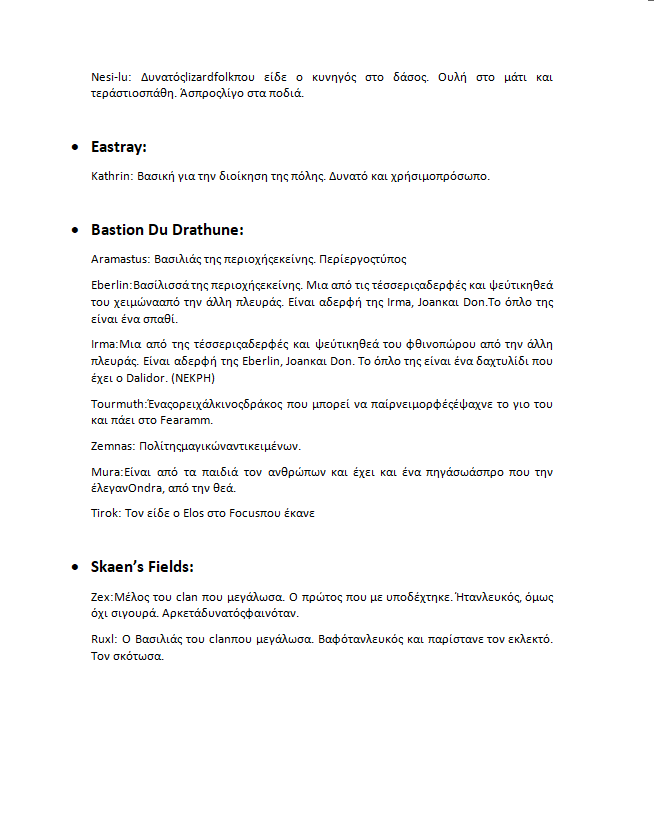 Nesi-lu: Δυνατόςlizardfolkπου είδε ο κυνηγός στο δάσος. Ουλή στο μάτι και
τεράστιοσπάθη. Άσπροςλίγο στα ποδιά.
• Eastray:
Kathrin: Βασική για την διοίκηση της πόλης. Δυνατό και χρήσιμοπρόσωπο.
• Bastion Du Drathune:
Aramastus: Βασιλιάς της περιοχήςεκείνης. Περίεργοςτύπος
Eberlin:Βασίλισσά της περιοχήςεκείνης. Μια από τις τέσσεριςαδερφές και ψεύτικηθεά
του χειμώνααπό την άλλη πλευράς. Είναι αδερφή της Irma, Joanκαι Don.Το όπλο της
είναι ένα σπαθί.
Irma:Μια από της τέσσεριςαδερφές και ψεύτικηθεά του φθινοπώρου από την άλλη
πλευράς. Είναι αδερφή της Eberlin, Joanκαι Don. Το όπλο της είναι ένα δαχτυλίδι που
έχει ο Dalidor. (ΝΕΚΡΗ)
Tourmuth:Έναςορειχάλκινοςδράκος που μπορεί να παίρνειμορφέςέψαχνε το γιο του
και πάει στο Fearamm.
Zemnas: Πολίτηςμαγικώναντικειμένων.
Mura:Είναι από τα παιδιά τον ανθρώπων και έχει και ένα πηγάσωάσπρο που την
έλεγανOndra, από την θεά.
Tirok: Τον είδε ο Elos στο Focusπου έκανε
• Skaen’s Fields:
Zex:Μέλος του clan που μεγάλωσα. Ο πρώτος που με υποδέχτηκε. Ήτανλευκός, όμως
όχι σιγουρά. Αρκετάδυνατόςφαινόταν.
Ruxl: Ο Βασιλιάς του clanπου μεγάλωσα. Βαφότανλευκός και παρίστανε τον εκλεκτό.
Τον σκότωσα.